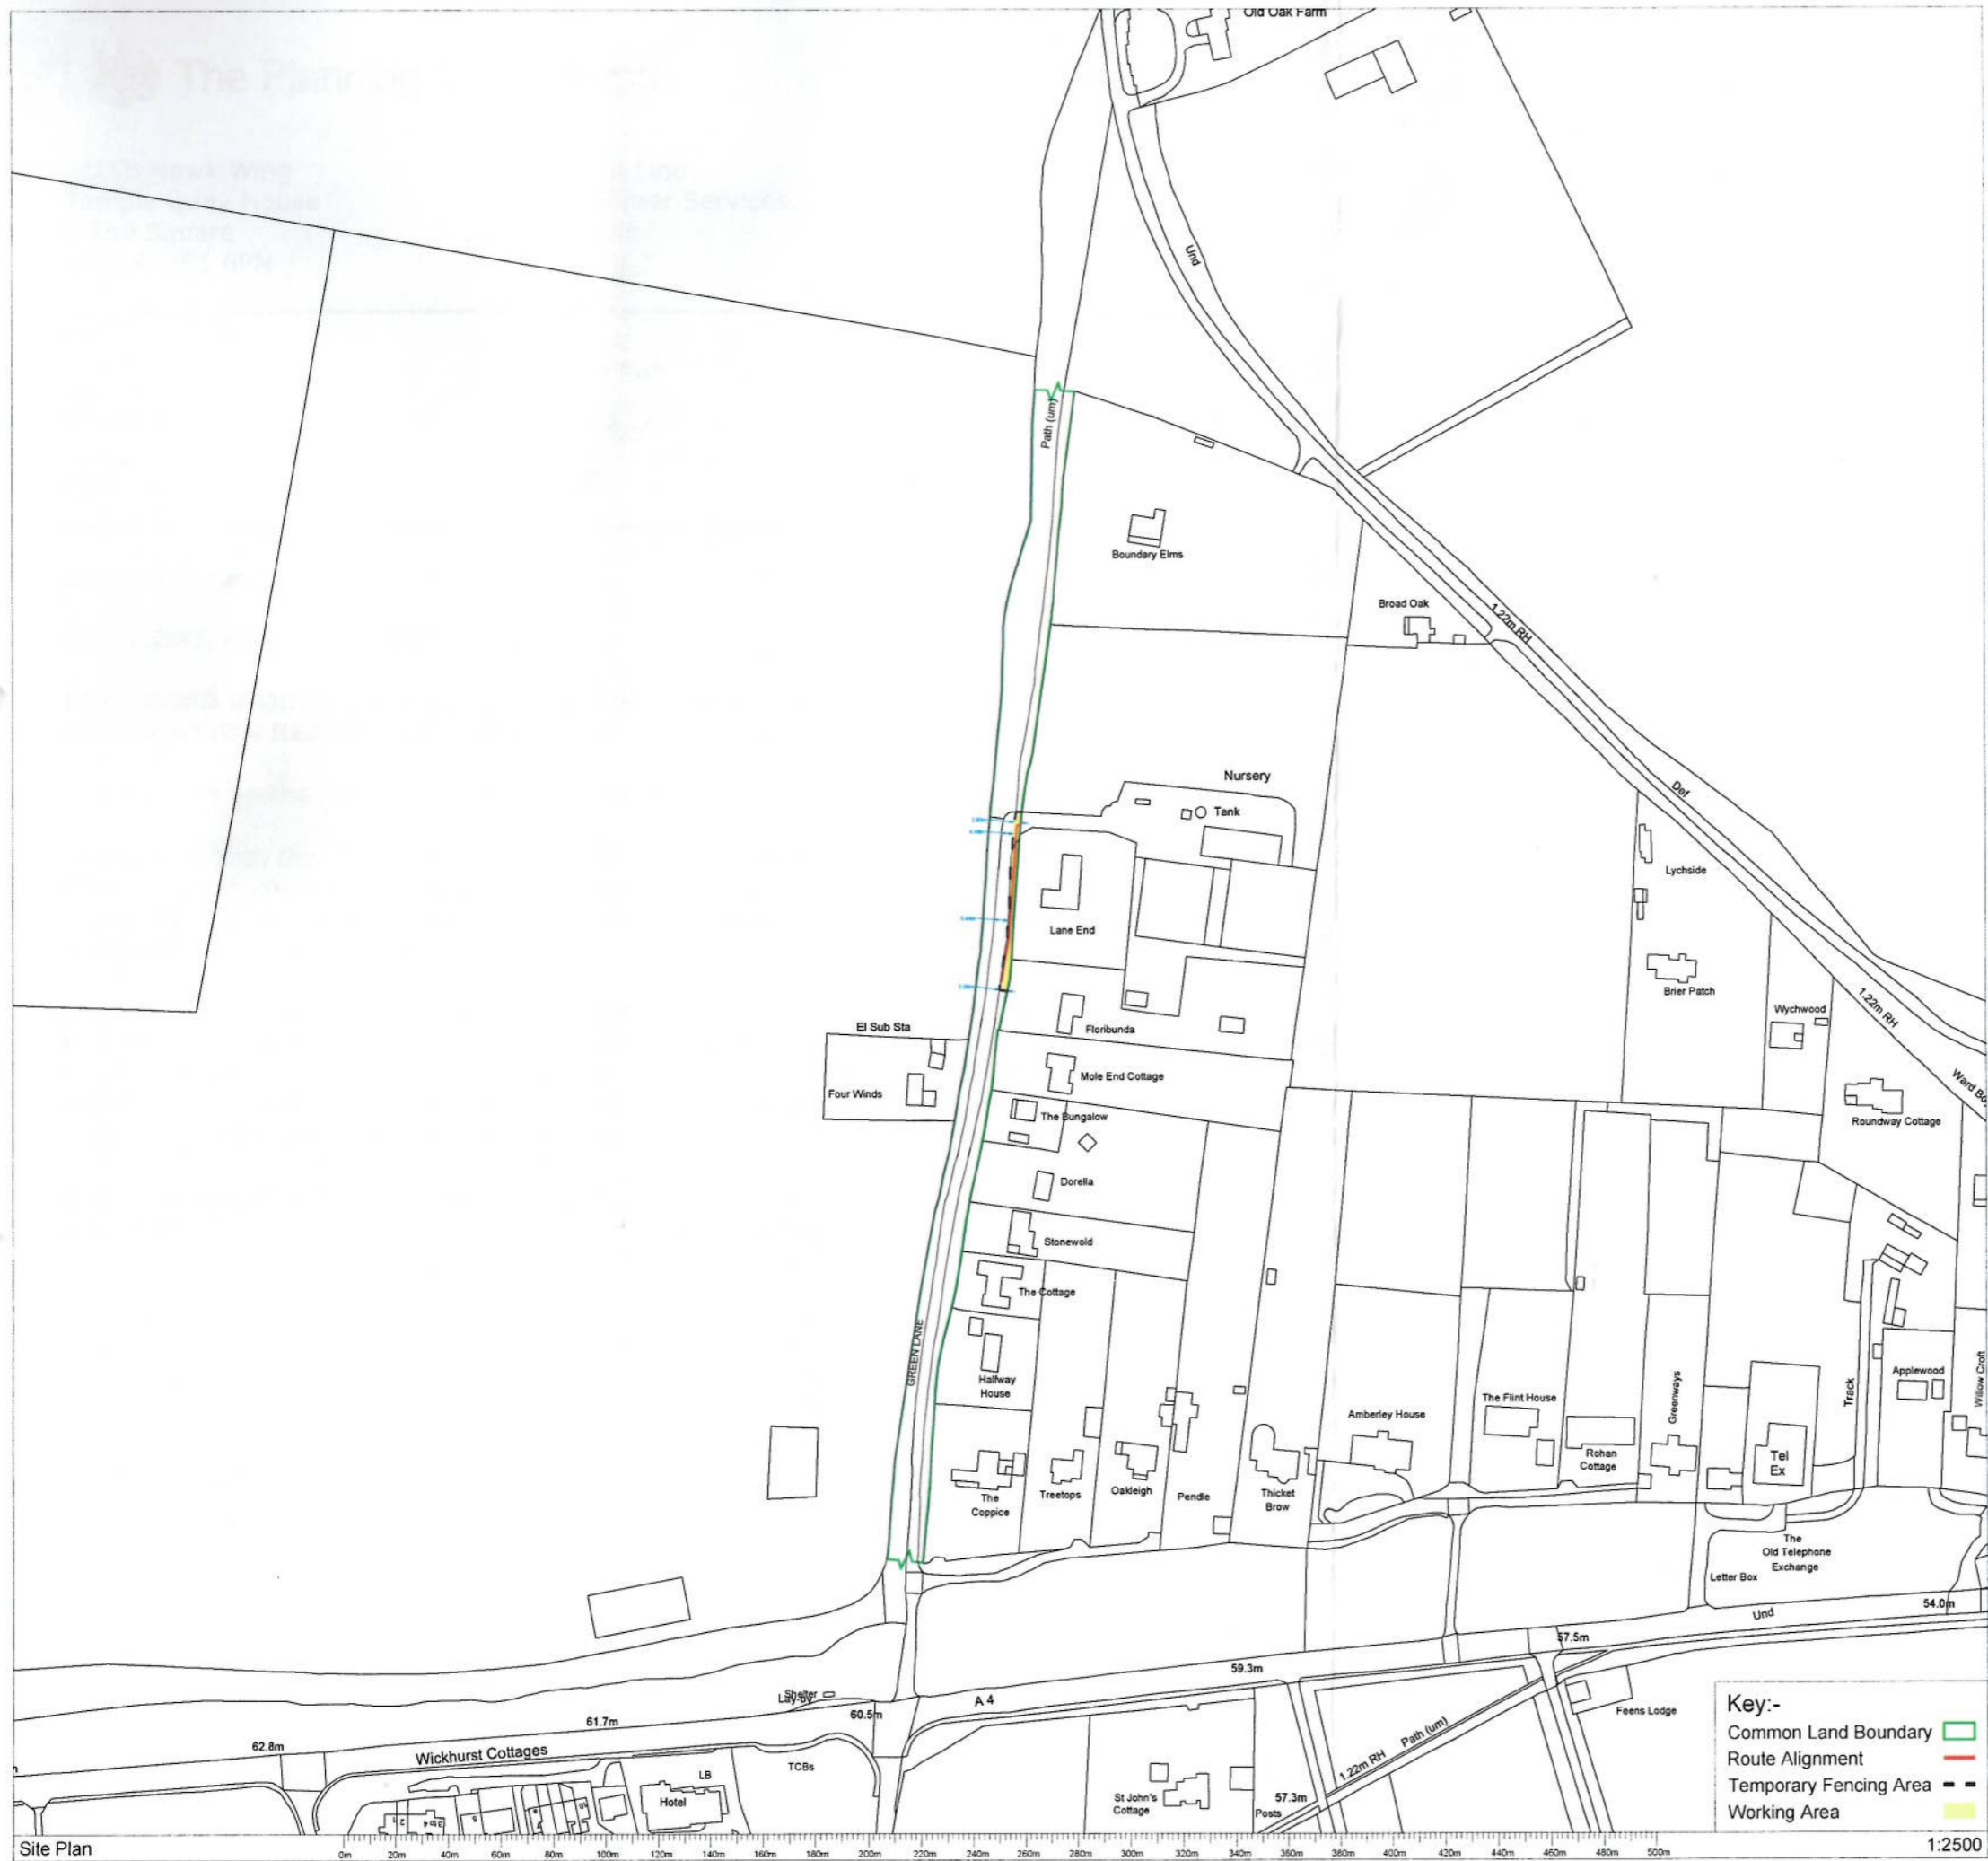 Old Oak Farm
Und
Path (um)
Boundary Elms
Broad Oak
1.22m RH
Nursery
Tank
Def
Lychside
Lane End
Brier Patch
Wychwood
1.22m RH
El Sub Sta
Floribunda
Four Winds
Mole End Cottage
Ward Bdy
The Bungalow
Roundway Cottage
Dorella
Stonewold
The Cottage
GREEN LANE
Halfway
House
Amberley House
The Flint House
Greenways
Track
Applewood
Willow Croft
Rohan
Cottage
Tel
Ex
The
Coppice
Treetops
Oakleigh
Pendle
Thicket
Brow
The
Old Telephone
Exchange
Letter Box
Und
54.0m
57.5m
59.3m
A 4
Shelter
Lay-by
60.5m
61.7m
62.8m
Wickhurst Cottages
Feens Lodge
Path (um)
1.22m RH
TCBs
LB
Hotel
St John's
Cottage
57.3m
Posts
Key:-
Common Land Boundary
Route Alignment
Temporary Fencing Area
Working Area
Site Plan
0m 20m 40m 60m 80m 100m 120m 140m 160m 180m 200m 220m 240m 260m 280m 300m 320m 340m 360m 380m 400m 420m 440m 460m 480m 500m
1:2500